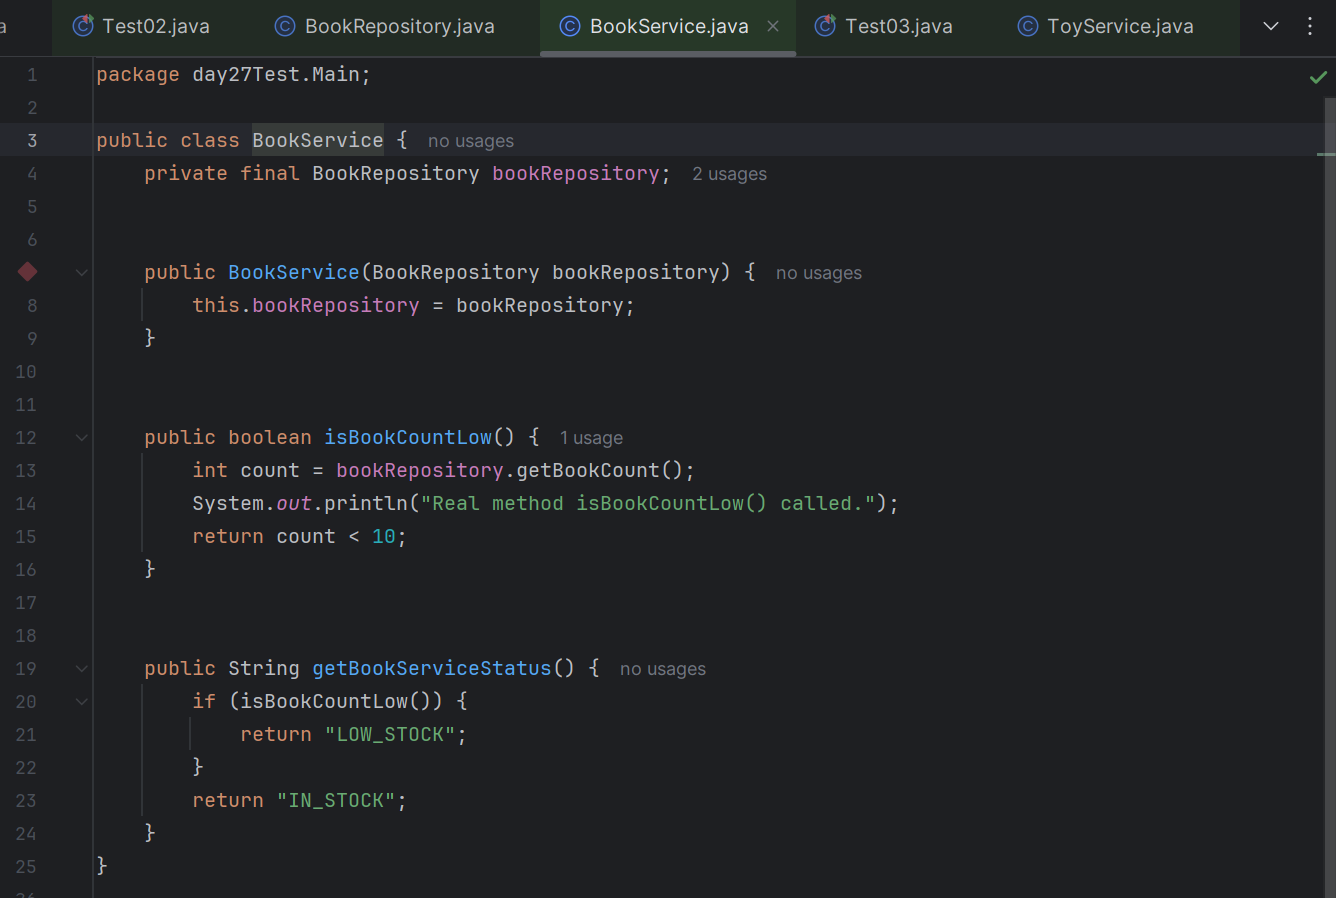 a Test02.java BookRepository.java BookService.java Test03.java ToyService.java
1 package day27Test.Main;
2
3 public class BookService { no usages
4 private final BookRepository bookRepository; 2 usages
5
6
public BookService(BookRepository bookRepository) { no usages
8 this.bookRepository = bookRepository;
9 }
10
11
12 public boolean isBookCountLow() { 1 usage
13 int count = bookRepository.getBookCount();
14 System.out.println("Real method isBookCountLow() called.");
15 return count < 10;
16 }
17
18
19 public String getBookServiceStatus() { no usages
20 if (isBookCountLow()) {
21 return "LOW_STOCK";
22 }
23 return "IN_STOCK";
24 }
25 }